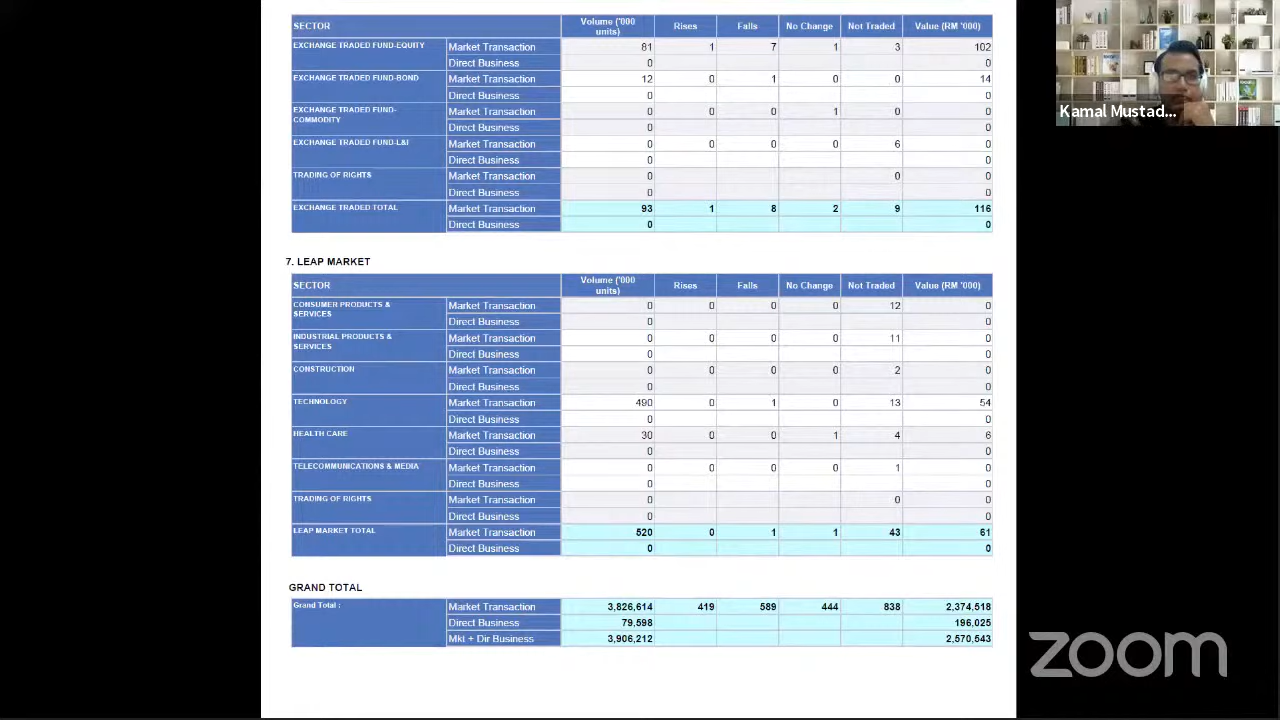 SECTOR Volume ('000 units) Rises Falls No Change Not Traded Value (RM '000)
EXCHANGE TRADED FUND-EQUITY Market Transaction 81 1 7 1 3 102
Direct Business 0 0
EXCHANGE TRADED FUND-BOND Market Transaction 12 0 1 0 0 14
Direct Business 0 0
EXCHANGE TRADED FUND-COMMODITY Market Transaction 0 0 0 1 0 0
Direct Business 0 0
EXCHANGE TRADED FUND-L&I Market Transaction 0 0 0 0 6 0
Direct Business 0 0
TRADING OF RIGHTS Market Transaction 0 0 0
Direct Business 0 0
EXCHANGE TRADED TOTAL Market Transaction 93 1 8 2 9 116
Direct Business 0 0
7. LEAP MARKET
SECTOR Volume ('000 units) Rises Falls No Change Not Traded Value (RM '000)
CONSUMER PRODUCTS & SERVICES Market Transaction 0 0 0 0 12 0
Direct Business 0 0
INDUSTRIAL PRODUCTS & SERVICES Market Transaction 0 0 0 0 11 0
Direct Business 0 0
CONSTRUCTION Market Transaction 0 0 0 0 2 0
Direct Business 0 0
TECHNOLOGY Market Transaction 490 0 1 0 13 54
Direct Business 0 0
HEALTH CARE Market Transaction 30 0 0 1 4 6
Direct Business 0 0
TELECOMMUNICATIONS & MEDIA Market Transaction 0 0 0 0 1 0
Direct Business 0 0
TRADING OF RIGHTS Market Transaction 0 0 0
Direct Business 0 0
LEAP MARKET TOTAL Market Transaction 520 0 1 1 43 61
Direct Business 0 0
GRAND TOTAL
Grand Total : Market Transaction 3,826,614 419 589 444 838 2,374,518
Direct Business 79,598 196,025
Mkt + Dir Business 3,906,212 2,570,543
Kamal Mustad...
zoom